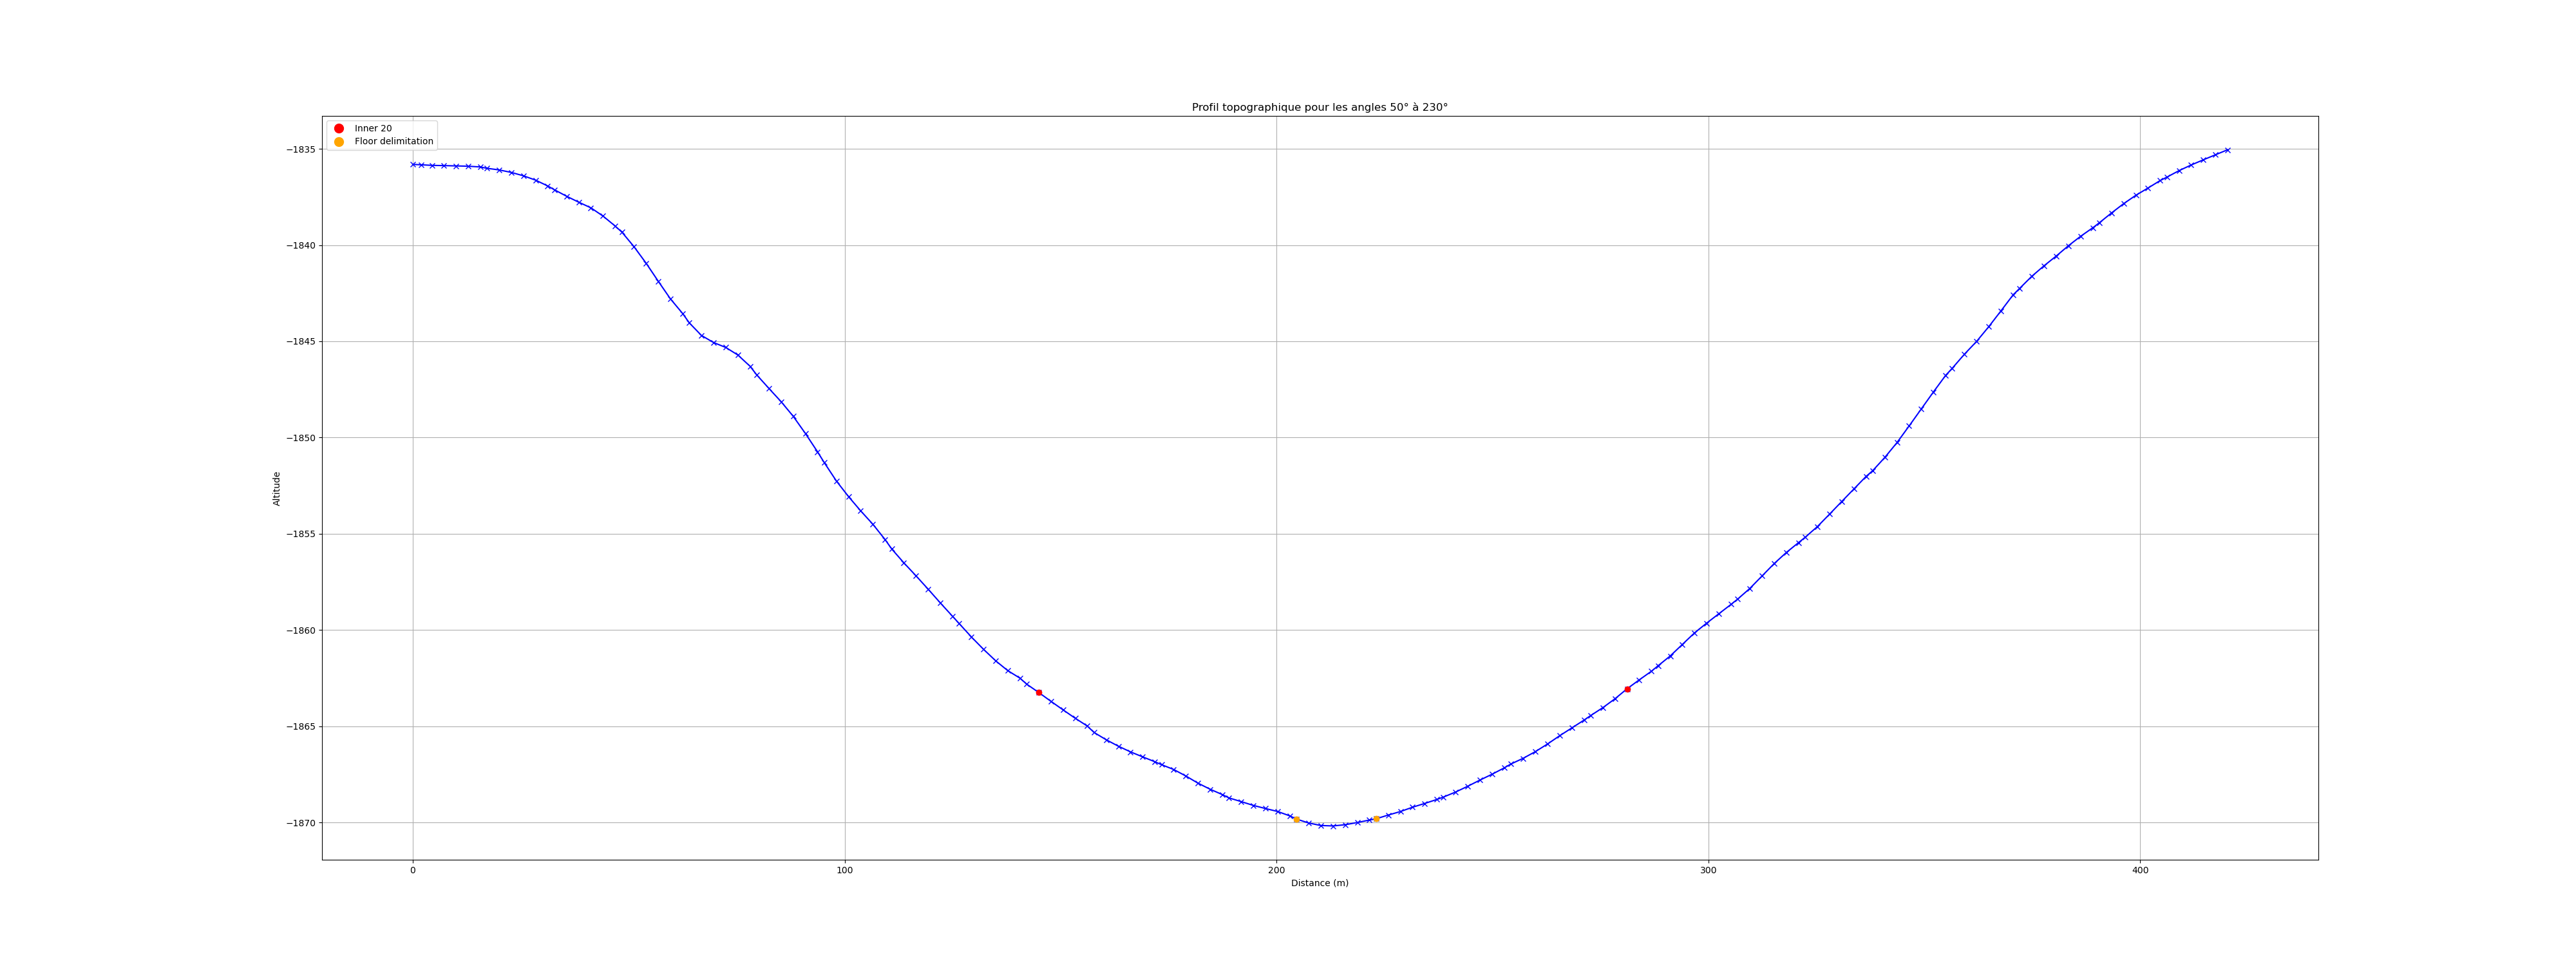 Profil topographique pour les angles 50° à 230°
Inner 20
Floor delimitation
−1835
−1840
−1845
−1850
−1855
−1860
−1865
−1870
Altitude
0 100 200 300 400
Distance (m)